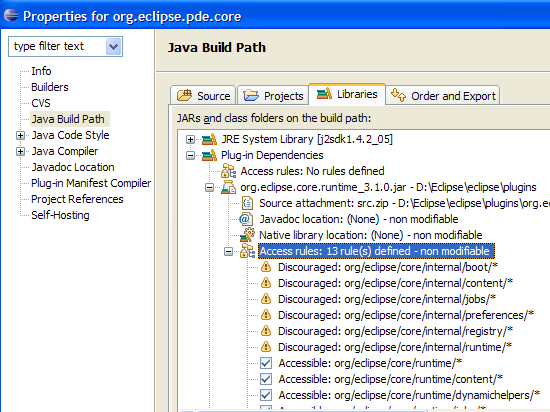 Properties for org.eclipse.pde.core
type filter text
Info
Builders
CVS
Java Build Path
Java Code Style
Java Compiler
Javadoc Location
Plug-in Manifest Compiler
Project References
Self-Hosting
Java Build Path
Source Projects Libraries Order and Export
JARs and class folders on the build path:
JRE System Library [j2sdk1.4.2_05]
Plug-in Dependencies
Access rules: No rules defined
org.eclipse.core.runtime_3.1.0.jar - D:\Eclipse\eclipse\plugins
Source attachment: src.zip - D:\Eclipse\eclipse\plugins\org.e
Javadoc location: (None) - non modifiable
Native library location: (None) - non modifiable
Access rules: 13 rule(s) defined - non modifiable
Discouraged: org/eclipse/core/internal/boot/*
Discouraged: org/eclipse/core/internal/content/*
Discouraged: org/eclipse/core/internal/jobs/*
Discouraged: org/eclipse/core/internal/preferences/*
Discouraged: org/eclipse/core/internal/registry/*
Discouraged: org/eclipse/core/internal/runtime/*
Accessible: org/eclipse/core/runtime/*
Accessible: org/eclipse/core/runtime/content/*
Accessible: org/eclipse/core/runtime/dynamichelpers/*